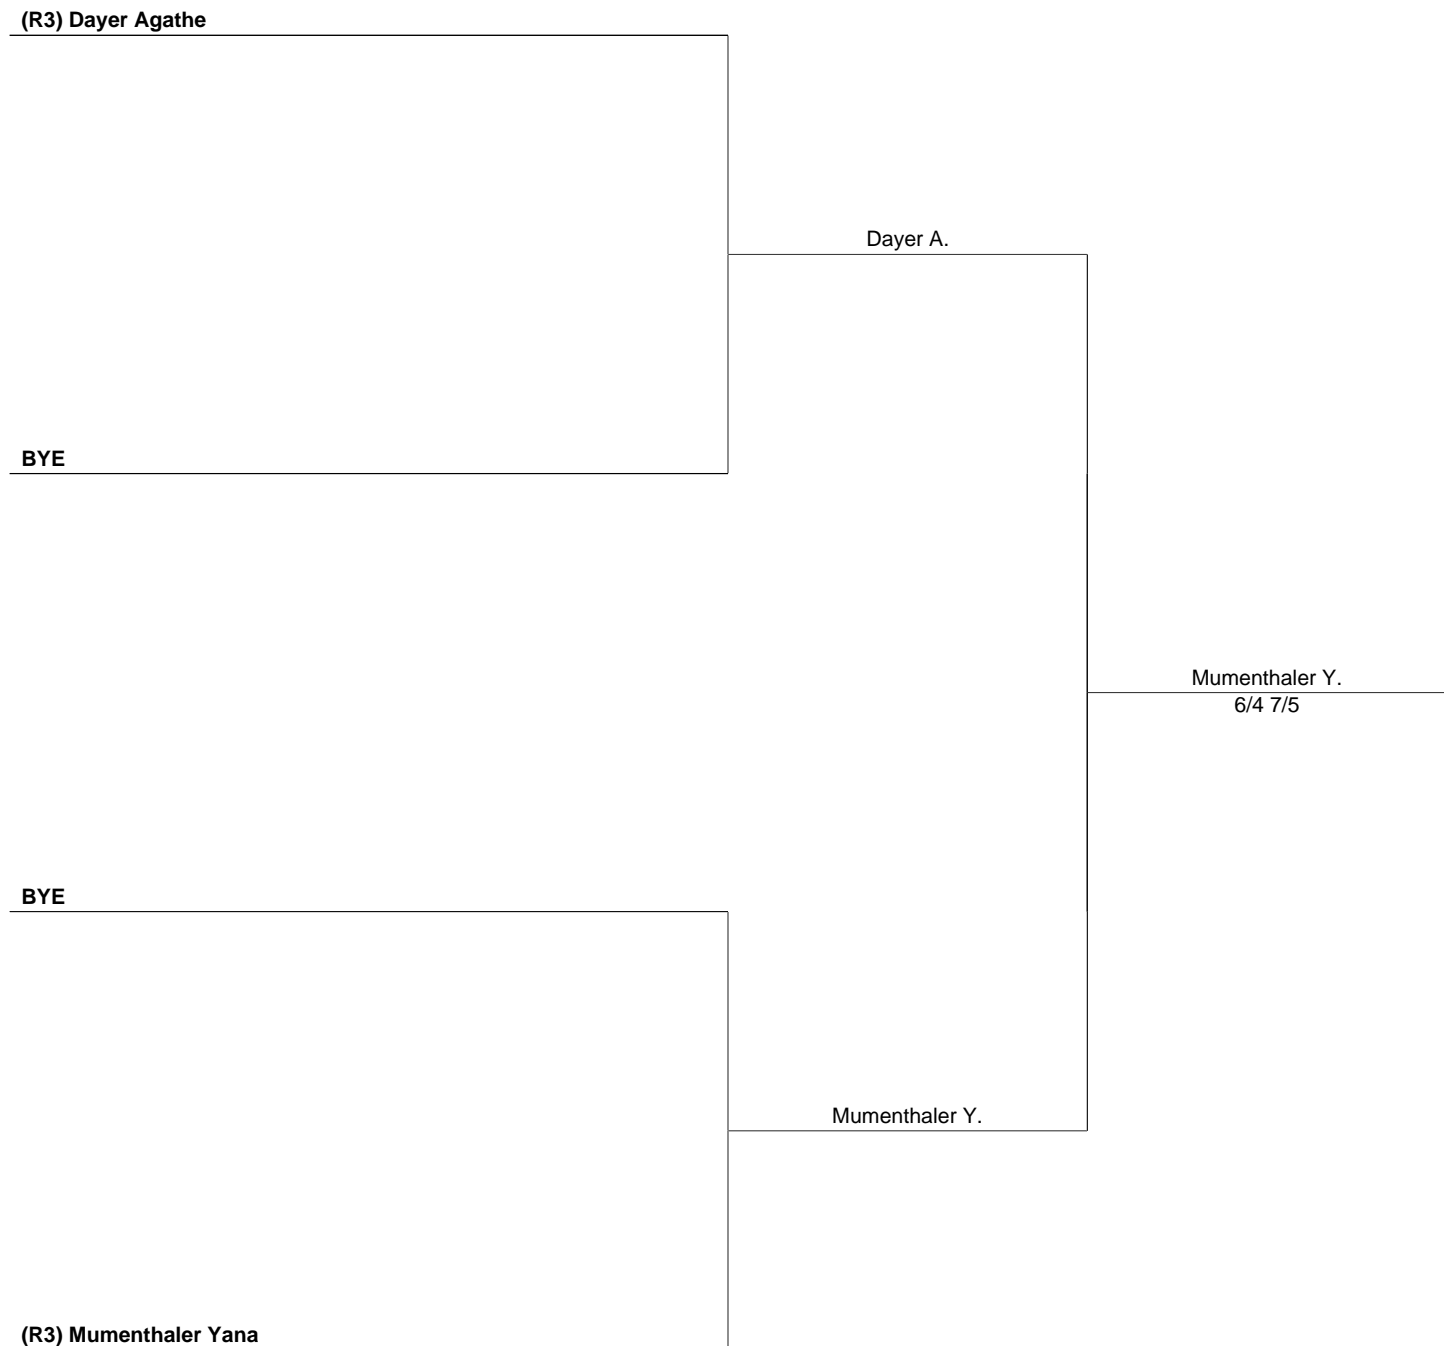 (R3) Dayer Agathe
Dayer A.
BYE
Mumenthaler Y.
6/4 7/5
BYE
Mumenthaler Y.
(R3) Mumenthaler Yana